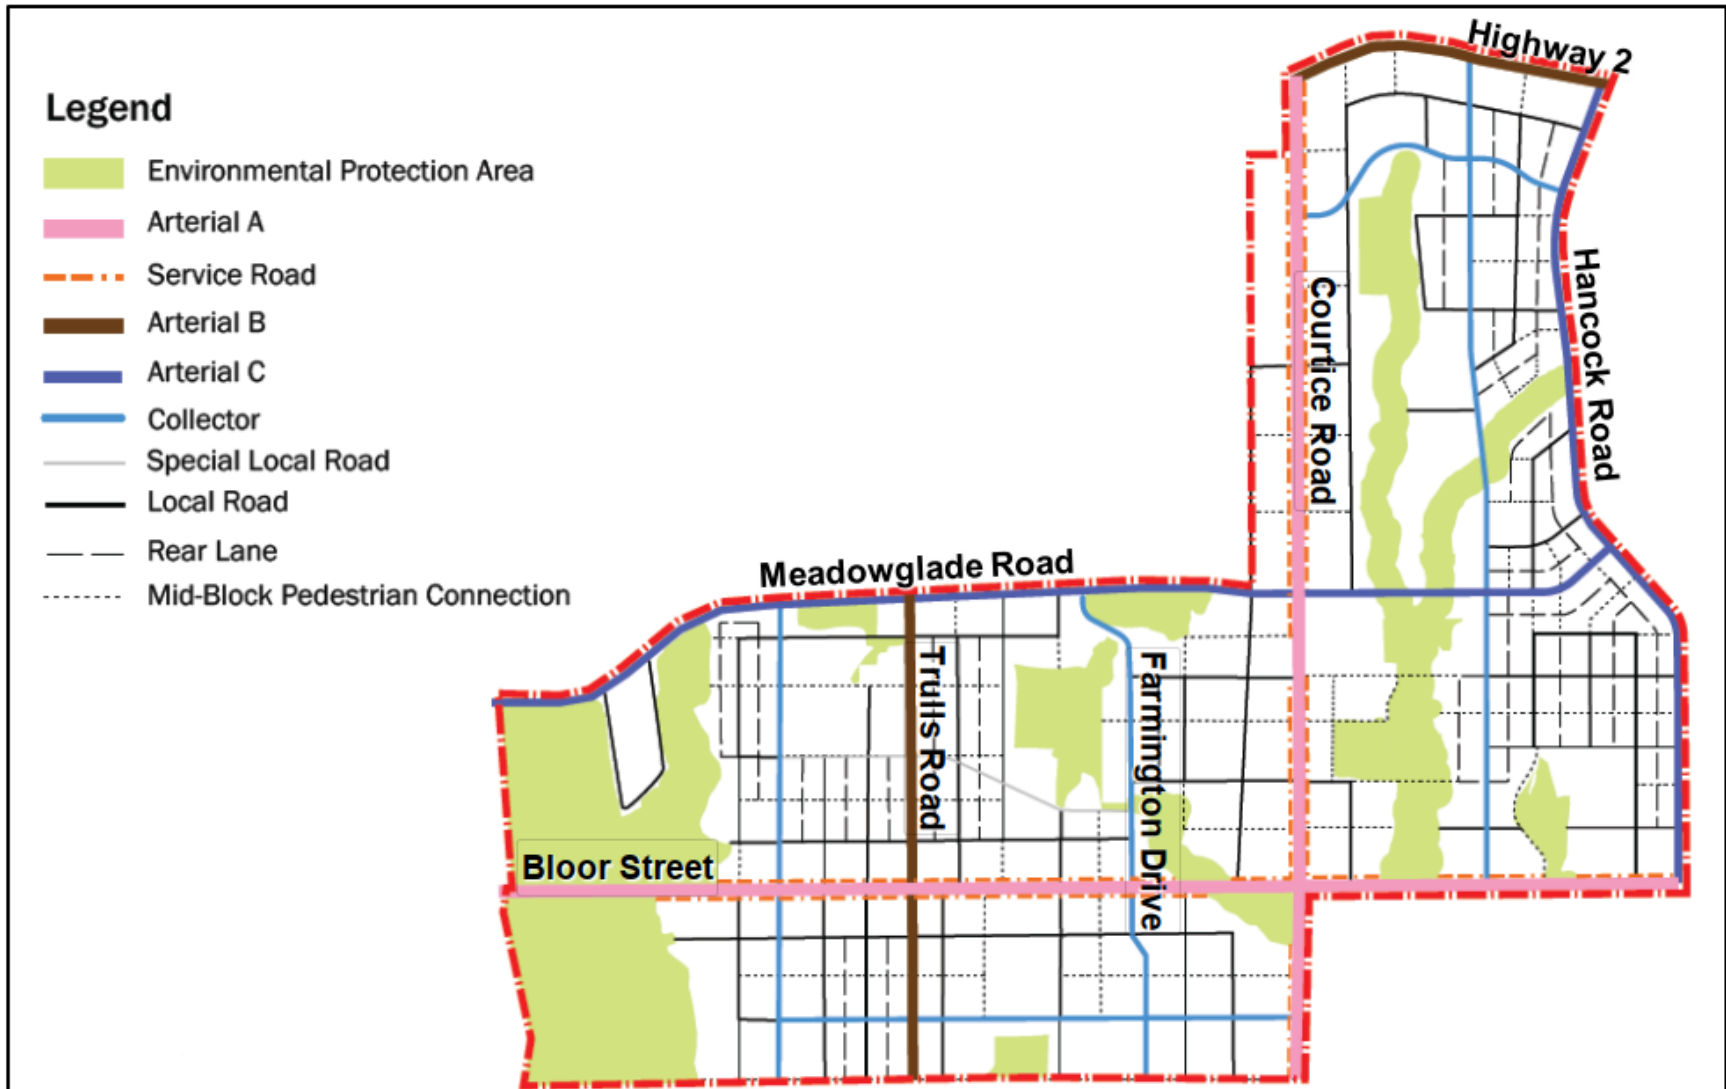 Legend
Environmental Protection Area
Arterial A
Service Road
Arterial B
Arterial C
Collector
Special Local Road
Local Road
Rear Lane
Mid-Block Pedestrian Connection
Highway 2
Hancock Road
Courtice Road
Meadowglade Road
Trulls Road
Farmington Drive
Bloor Street